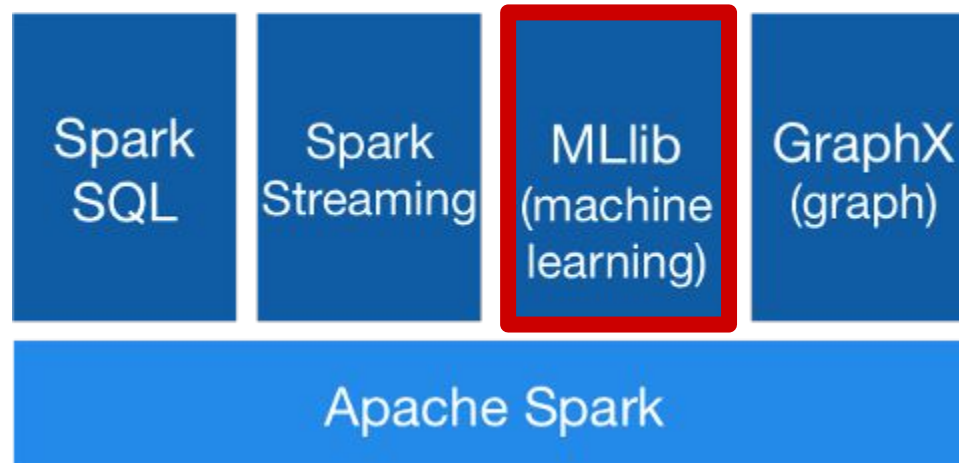 Spark
SQL
Spark
Streaming
MLlib
(machine
learning)
GraphX
(graph)
Apache Spark